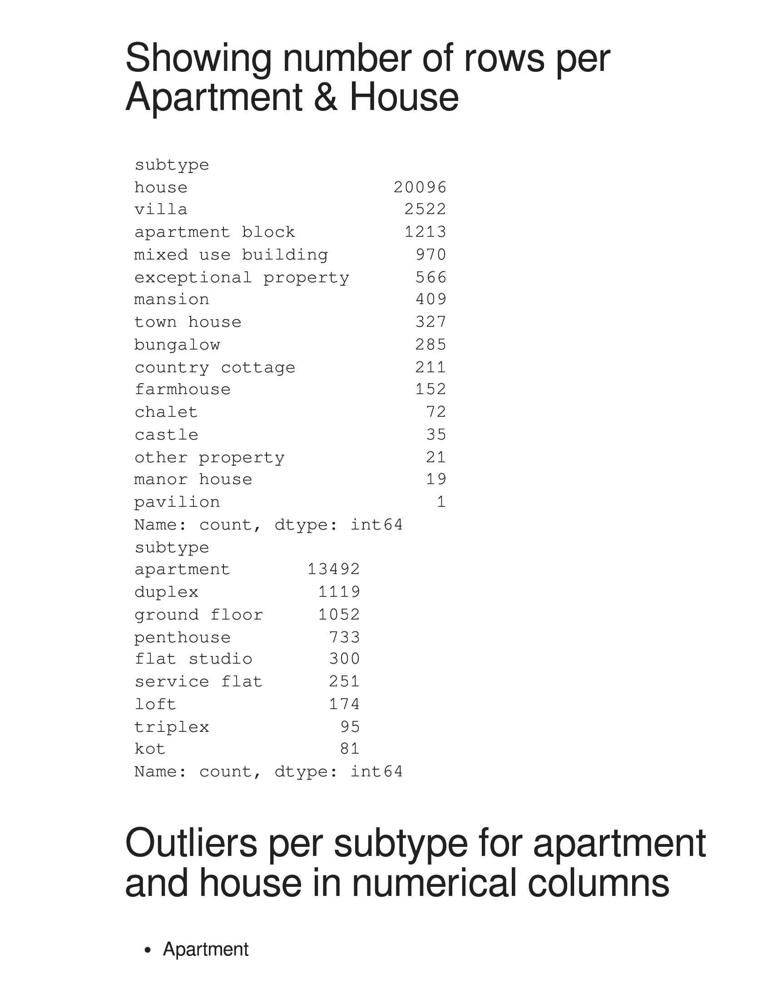 Showing number of rows per
Apartment & House
subtype
house 20096
villa 2522
apartment block 1213
mixed use building 970
exceptional property 566
mansion 409
town house 327
bungalow 285
country cottage 211
farmhouse 152
chalet 72
castle 35
other property 21
manor house 19
pavilion 1
Name: count, dtype: int64
subtype
apartment 13492
duplex 1119
ground floor 1052
penthouse 733
flat studio 300
service flat 251
loft 174
triplex 95
kot 81
Name: count, dtype: int64
Outliers per subtype for apartment
and house in numerical columns
• Apartment